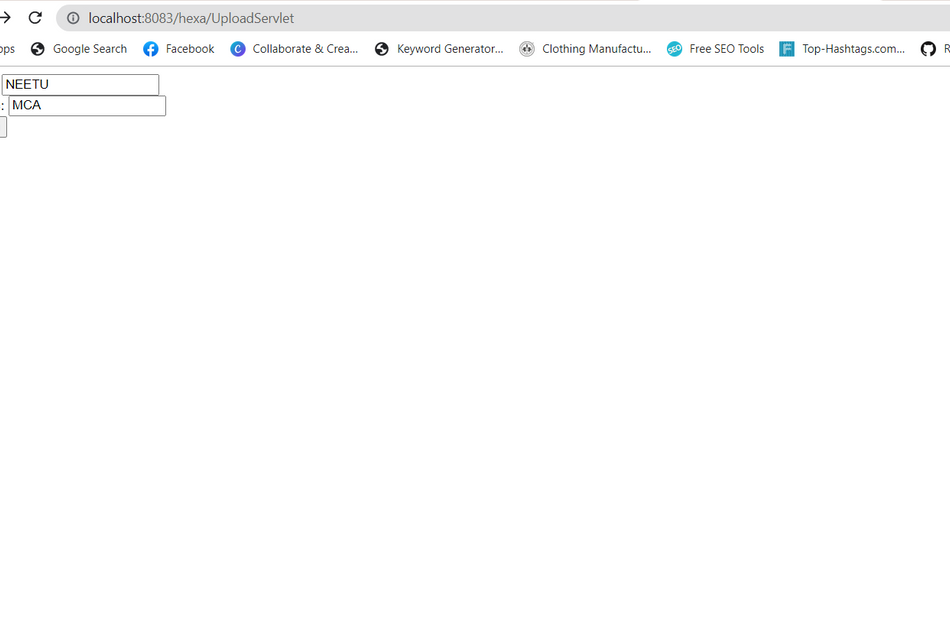 localhost:8083/hexa/UploadServlet
ops Google Search Facebook Collaborate & Crea... Keyword Generator... Clothing Manufactu... Free SEO Tools Top-Hashtags.com... R
NEETU
: MCA